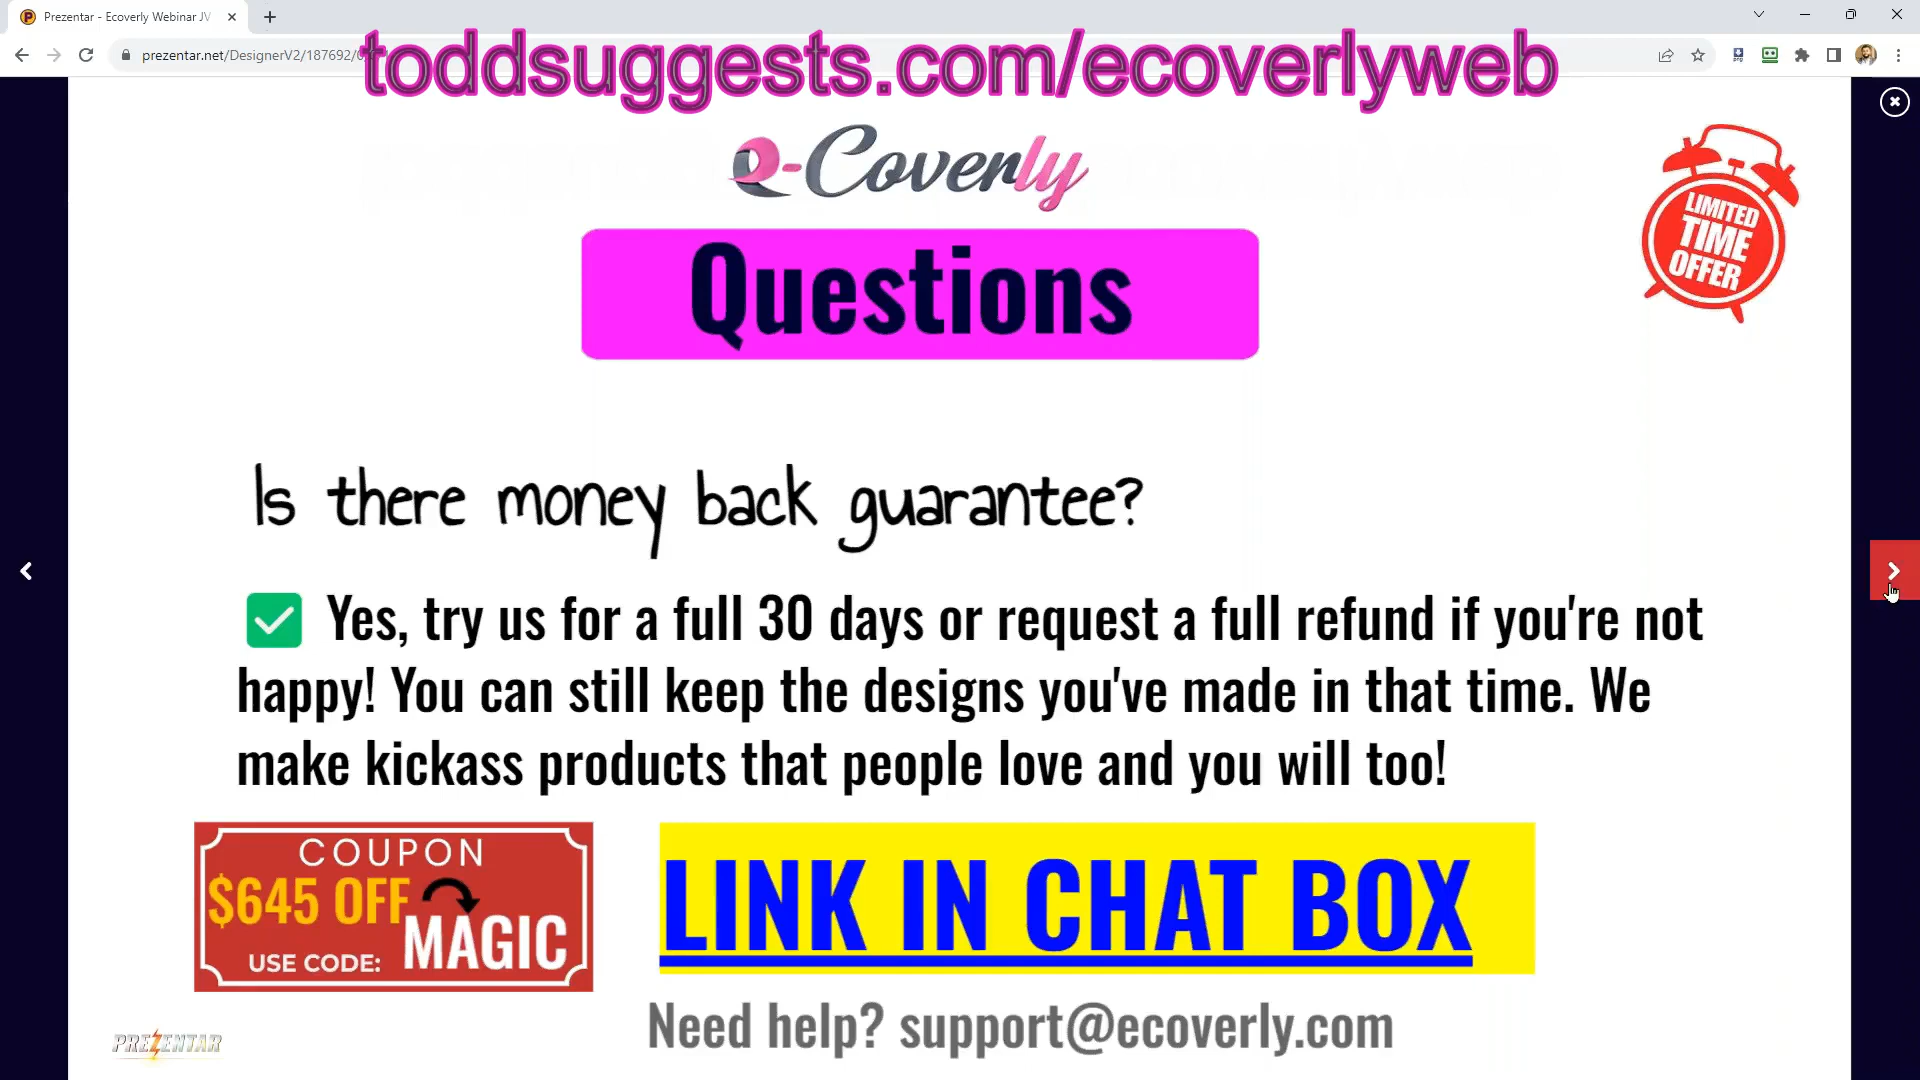 Prezentar - Ecoverly Webinar JV
prezentar.net/DesignerV2/187692/0
toddsuggests.com/ecoverlyweb
e-Coverly
LIMITED
TIME
OFFER
Questions
Is there money back guarantee?
✅ Yes, try us for a full 30 days or request a full refund if you're not
happy! You can still keep the designs you've made in that time. We
make kickass products that people love and you will too!
COUPON
$645 OFF
USE CODE: MAGIC
LINK IN CHAT BOX
Need help? support@ecoverly.com
PREZENTAR